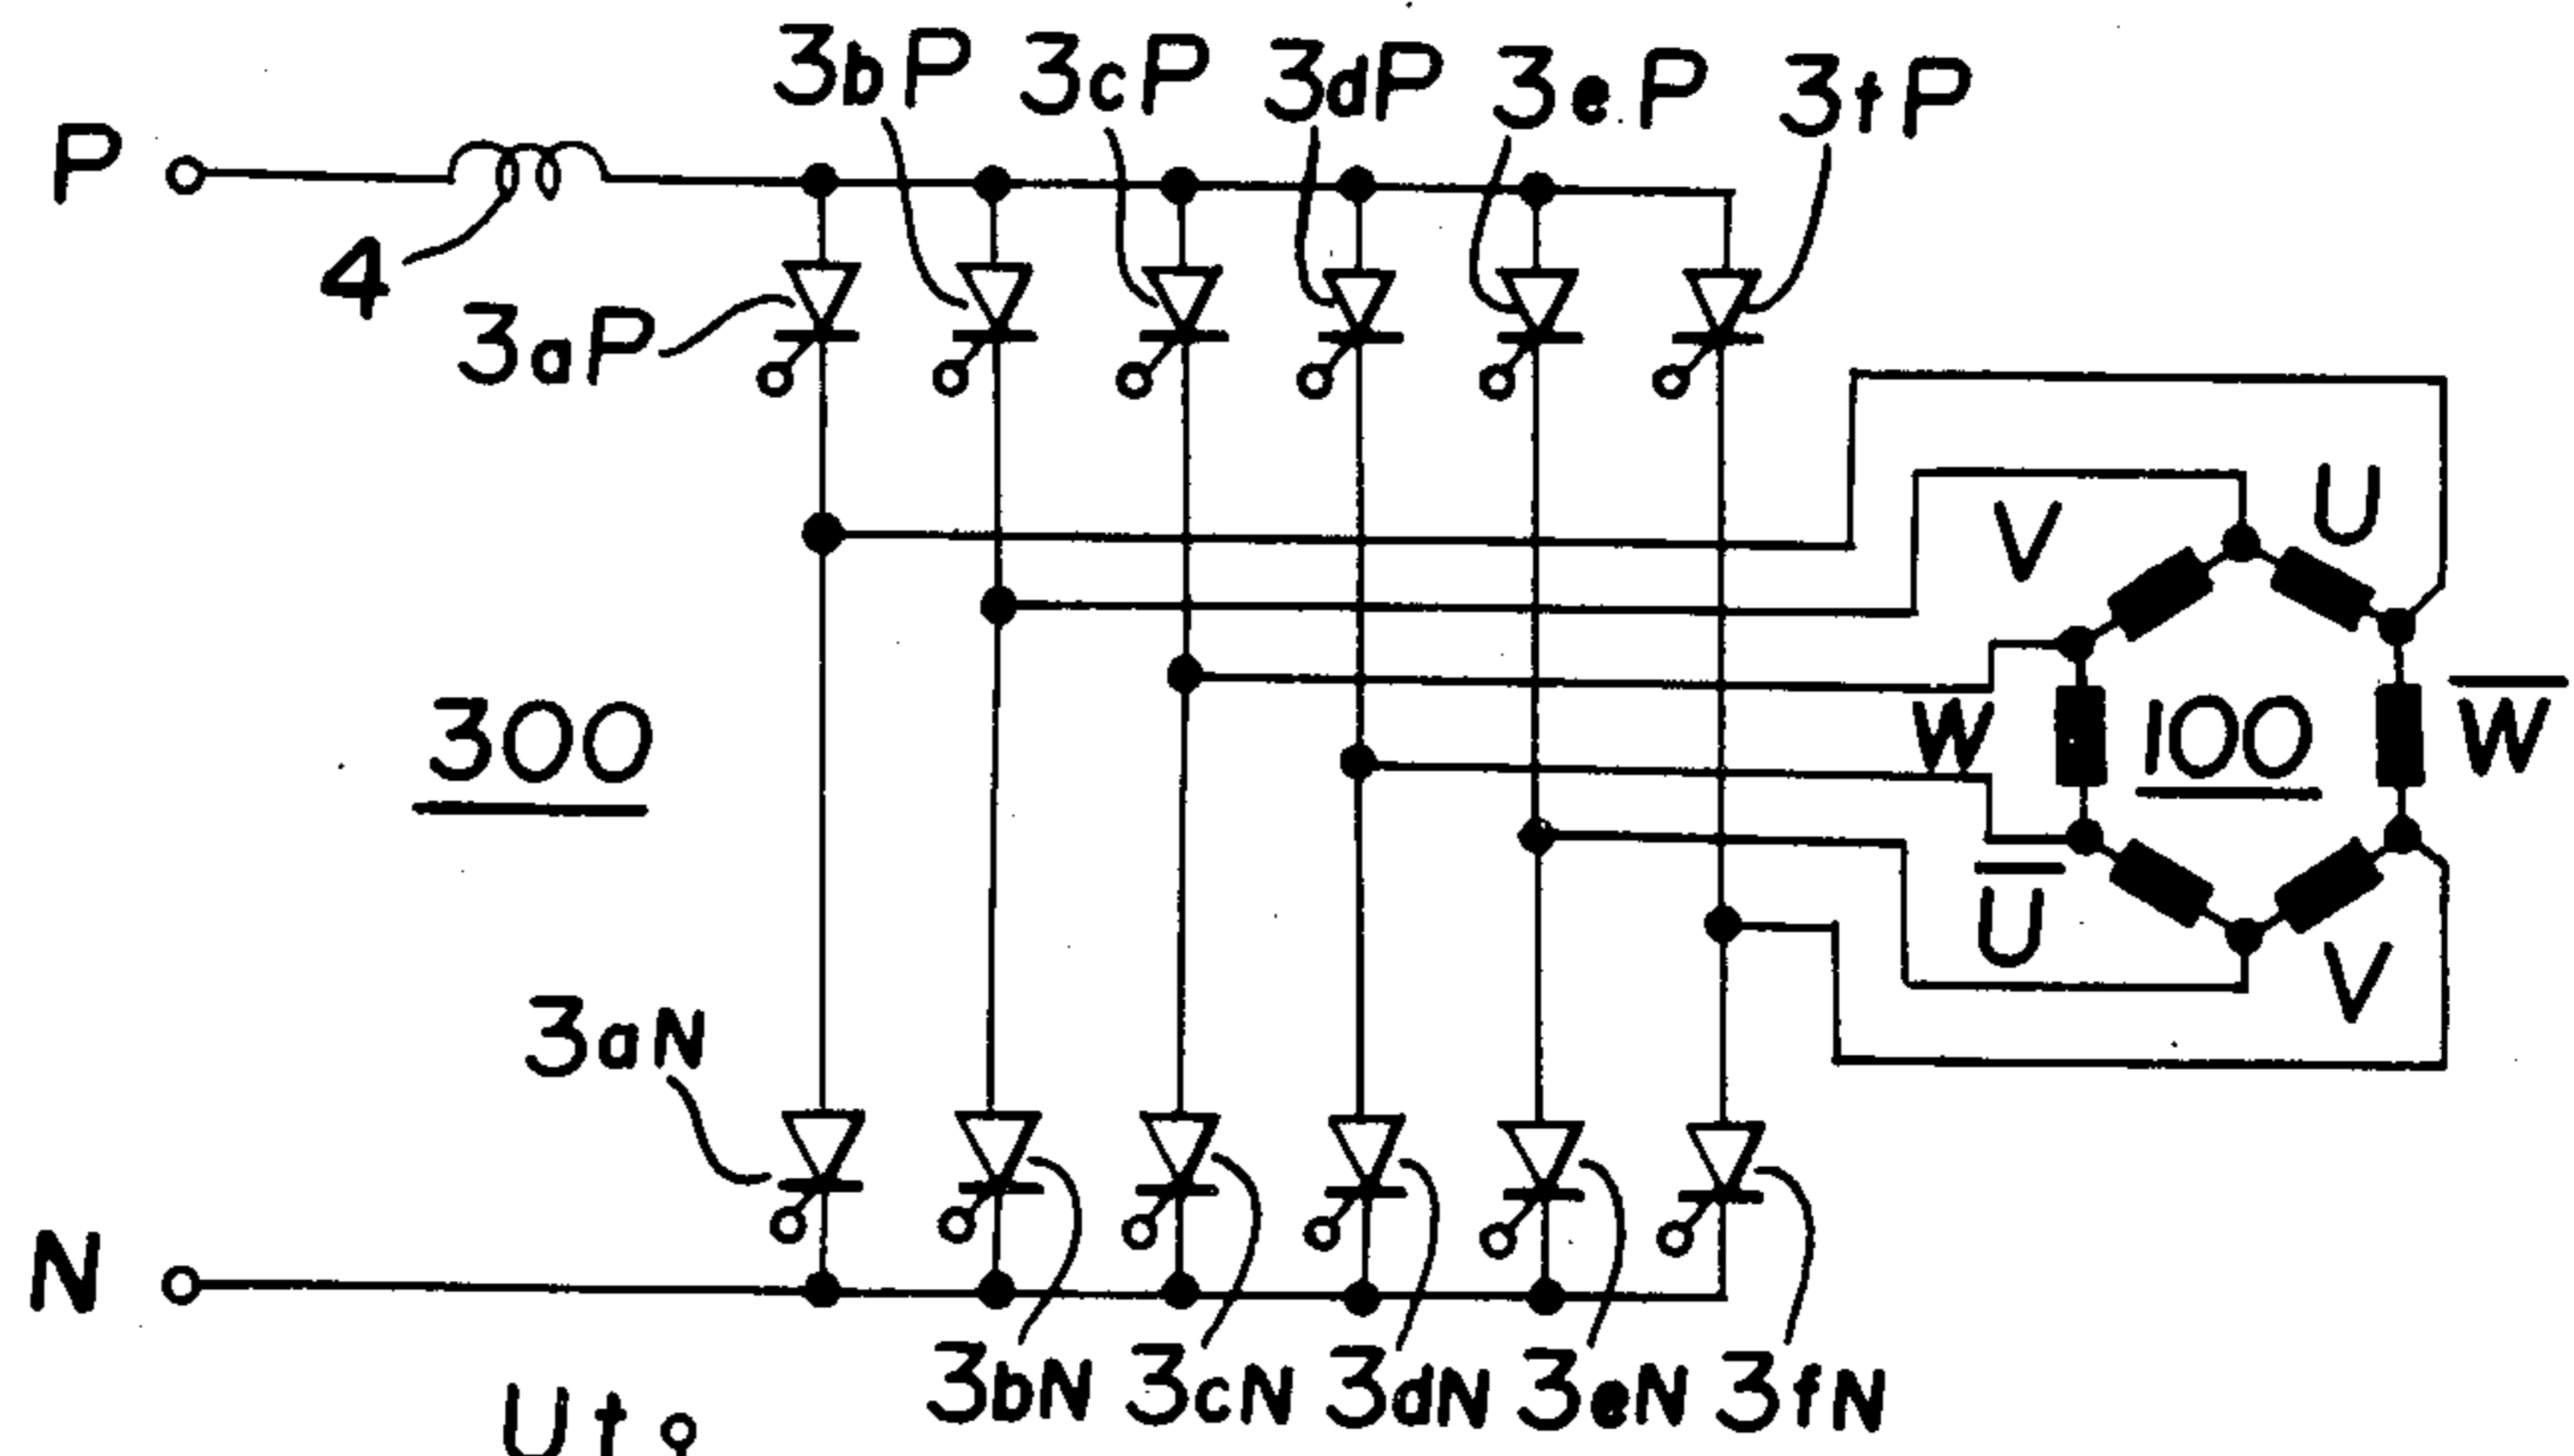 3bP 3cP 3dP 3eP 3fP
P
4
3aP
V U
300
W 100 W̅
U̅
V
3aN
N
3bN 3cN 3dN 3eN 3fN
Ut